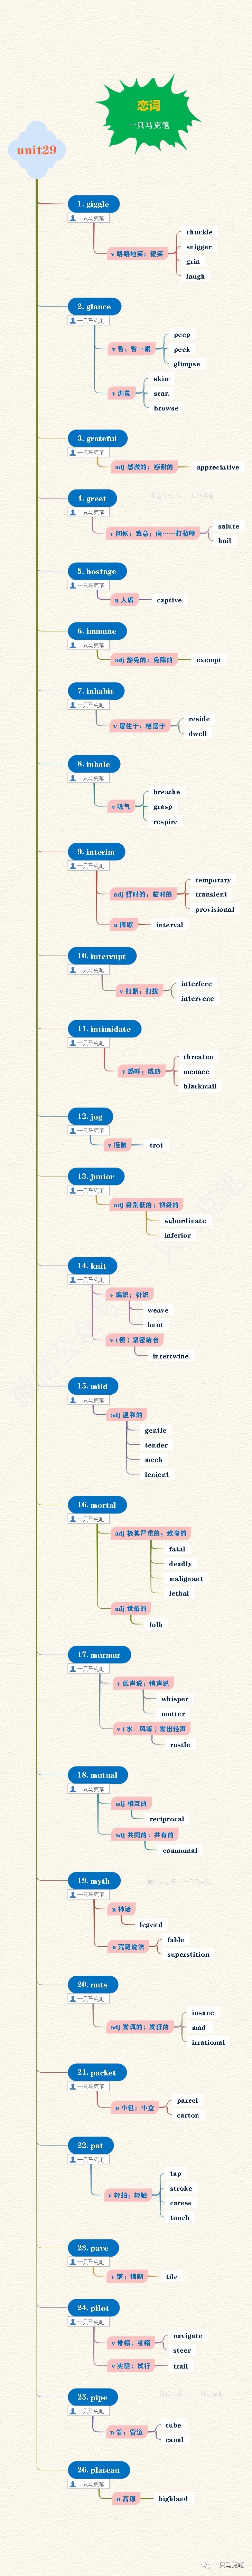 恋词
一只马克笔
unit29
1. giggle
一只马克笔
v 咯咯地笑；傻笑
chuckle
snigger
grin
laugh
2. glance
一只马克笔
v 瞥；瞥一眼
peep
peek
glimpse
v 浏览
skim
scan
browse
3. grateful
一只马克笔
adj 感激的；感谢的
appreciative
4. greet
一只马克笔
v 问候；致意；向……打招呼
salute
hail
5. hostage
一只马克笔
n 人质
captive
6. immune
一只马克笔
adj 豁免的；免除的
exempt
7. inhabit
一只马克笔
v 居住于；栖居于
reside
dwell
8. inhale
一只马克笔
v 吸气
breathe
grasp
respire
9. interim
一只马克笔
adj 暂时的；临时的
temporary
transient
provisional
n 间歇
interval
10. interrupt
一只马克笔
v 打断；打扰
interfere
intervene
11. intimidate
一只马克笔
v 恐吓；威胁
threaten
menace
blackmail
12. jog
一只马克笔
v 慢跑
trot
13. junior
一只马克笔
adj 级别低的；初级的
subordinate
inferior
14. knit
一只马克笔
v 编织；针织
weave
knot
v (使）紧密结合
intertwine
15. mild
一只马克笔
adj 温和的
gentle
tender
meek
lenient
16. mortal
一只马克笔
adj 极其严重的；致命的
fatal
deadly
malignant
lethal
adj 世俗的
folk
17. murmur
一只马克笔
v 低声说；悄声说
whisper
mutter
v (水、风等）发出轻声
rustle
18. mutual
一只马克笔
adj 相互的
reciprocal
adj 共同的；共有的
communal
19. myth
一只马克笔
n 神话
legend
n 荒诞说法
fable
superstition
20. nuts
一只马克笔
adj 发疯的；发狂的
insane
mad
irrational
21. packet
一只马克笔
n 小包；小盒
parcel
carton
22. pat
一只马克笔
v 轻拍；轻触
tap
stroke
caress
touch
23. pave
一只马克笔
v 铺；铺砌
tile
24. pilot
一只马克笔
v 带领；引领
navigate
steer
v 实验；试行
trail
25. pipe
一只马克笔
n 管；管道
tube
canal
26. plateau
一只马克笔
n 高原
highland
一只马克笔